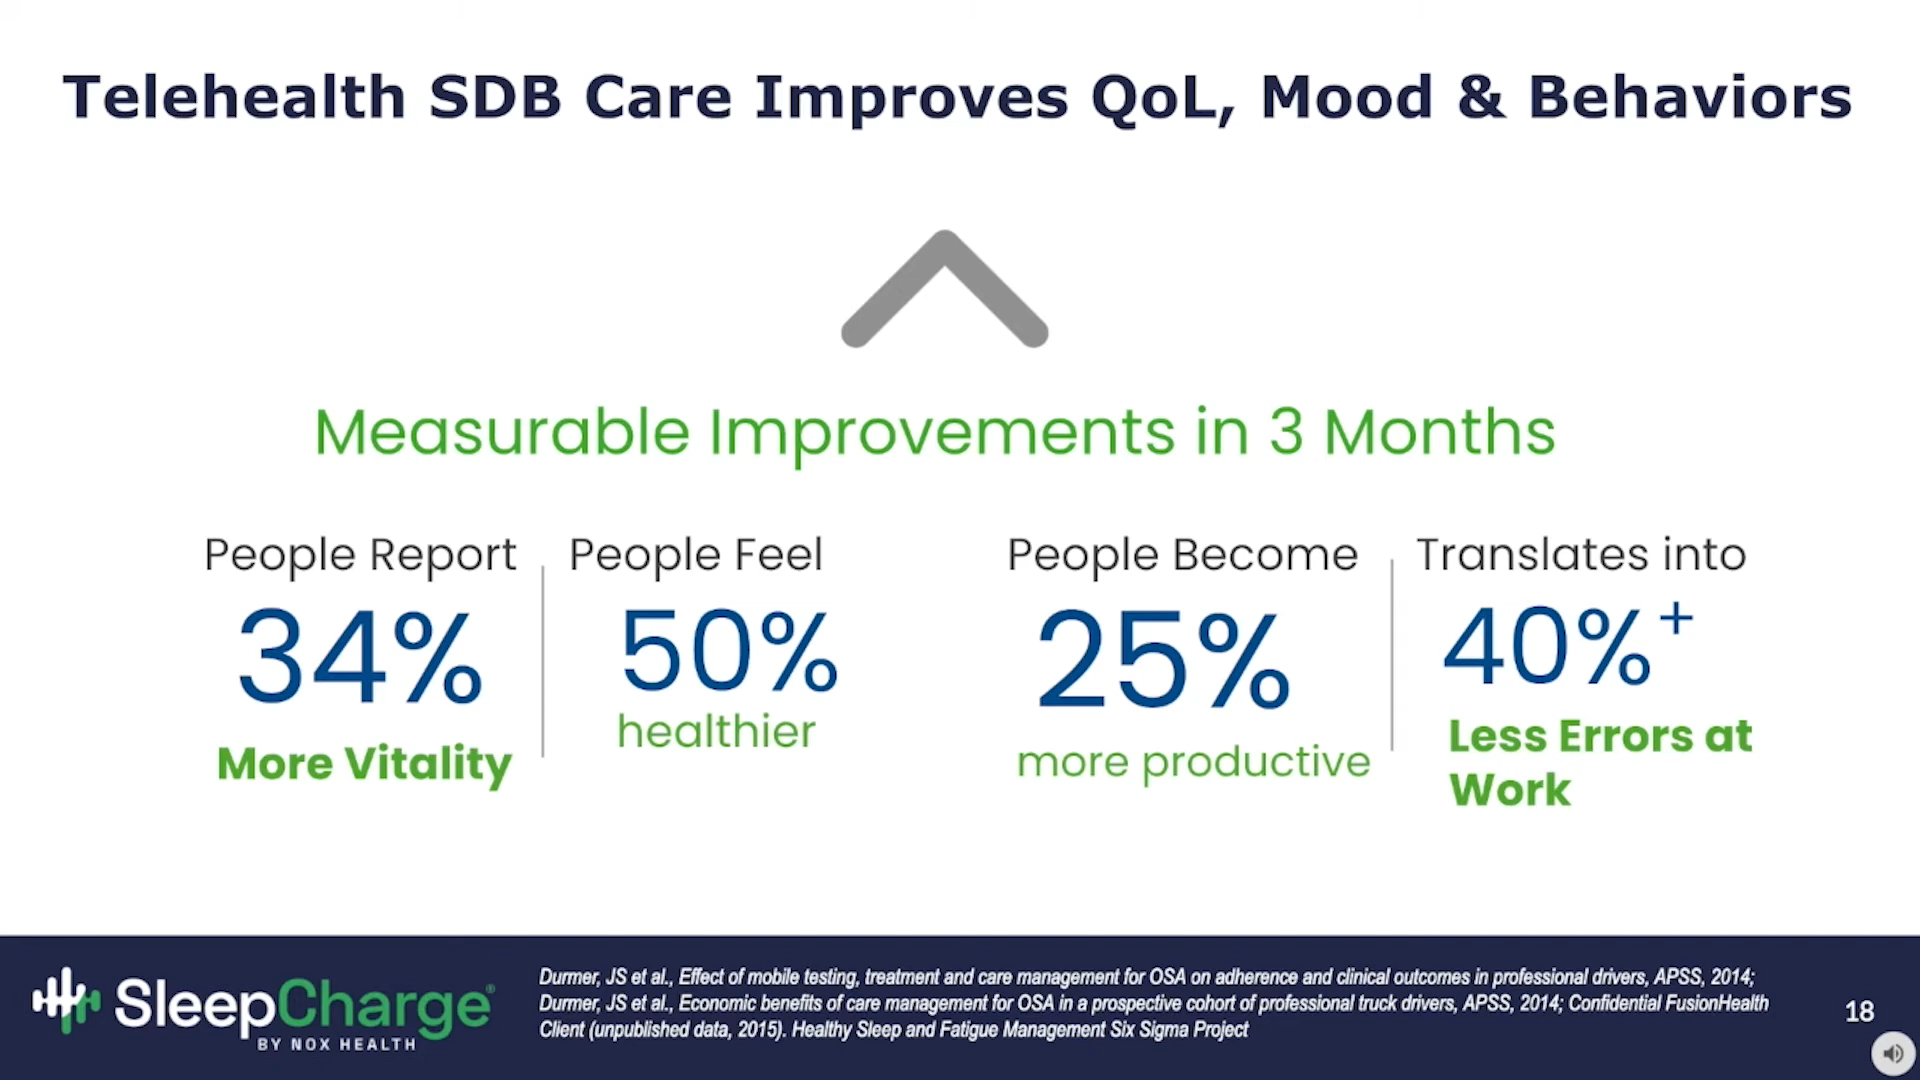 Telehealth SDB Care Improves QoL, Mood & Behaviors
Measurable Improvements in 3 Months
People Report
34%
More Vitality
People Feel
50%
healthier
People Become
25%
more productive
Translates into
40%+
Less Errors at
Work
SleepCharge®
BY NOX HEALTH
Durmer, JS et al., Effect of mobile testing, treatment and care management for OSA on adherence and clinical outcomes in professional drivers, APSS, 2014;
Durmer, JS et al., Economic benefits of care management for OSA in a prospective cohort of professional truck drivers, APSS, 2014; Confidential FusionHealth
Client (unpublished data, 2015). Healthy Sleep and Fatigue Management Six Sigma Project
18